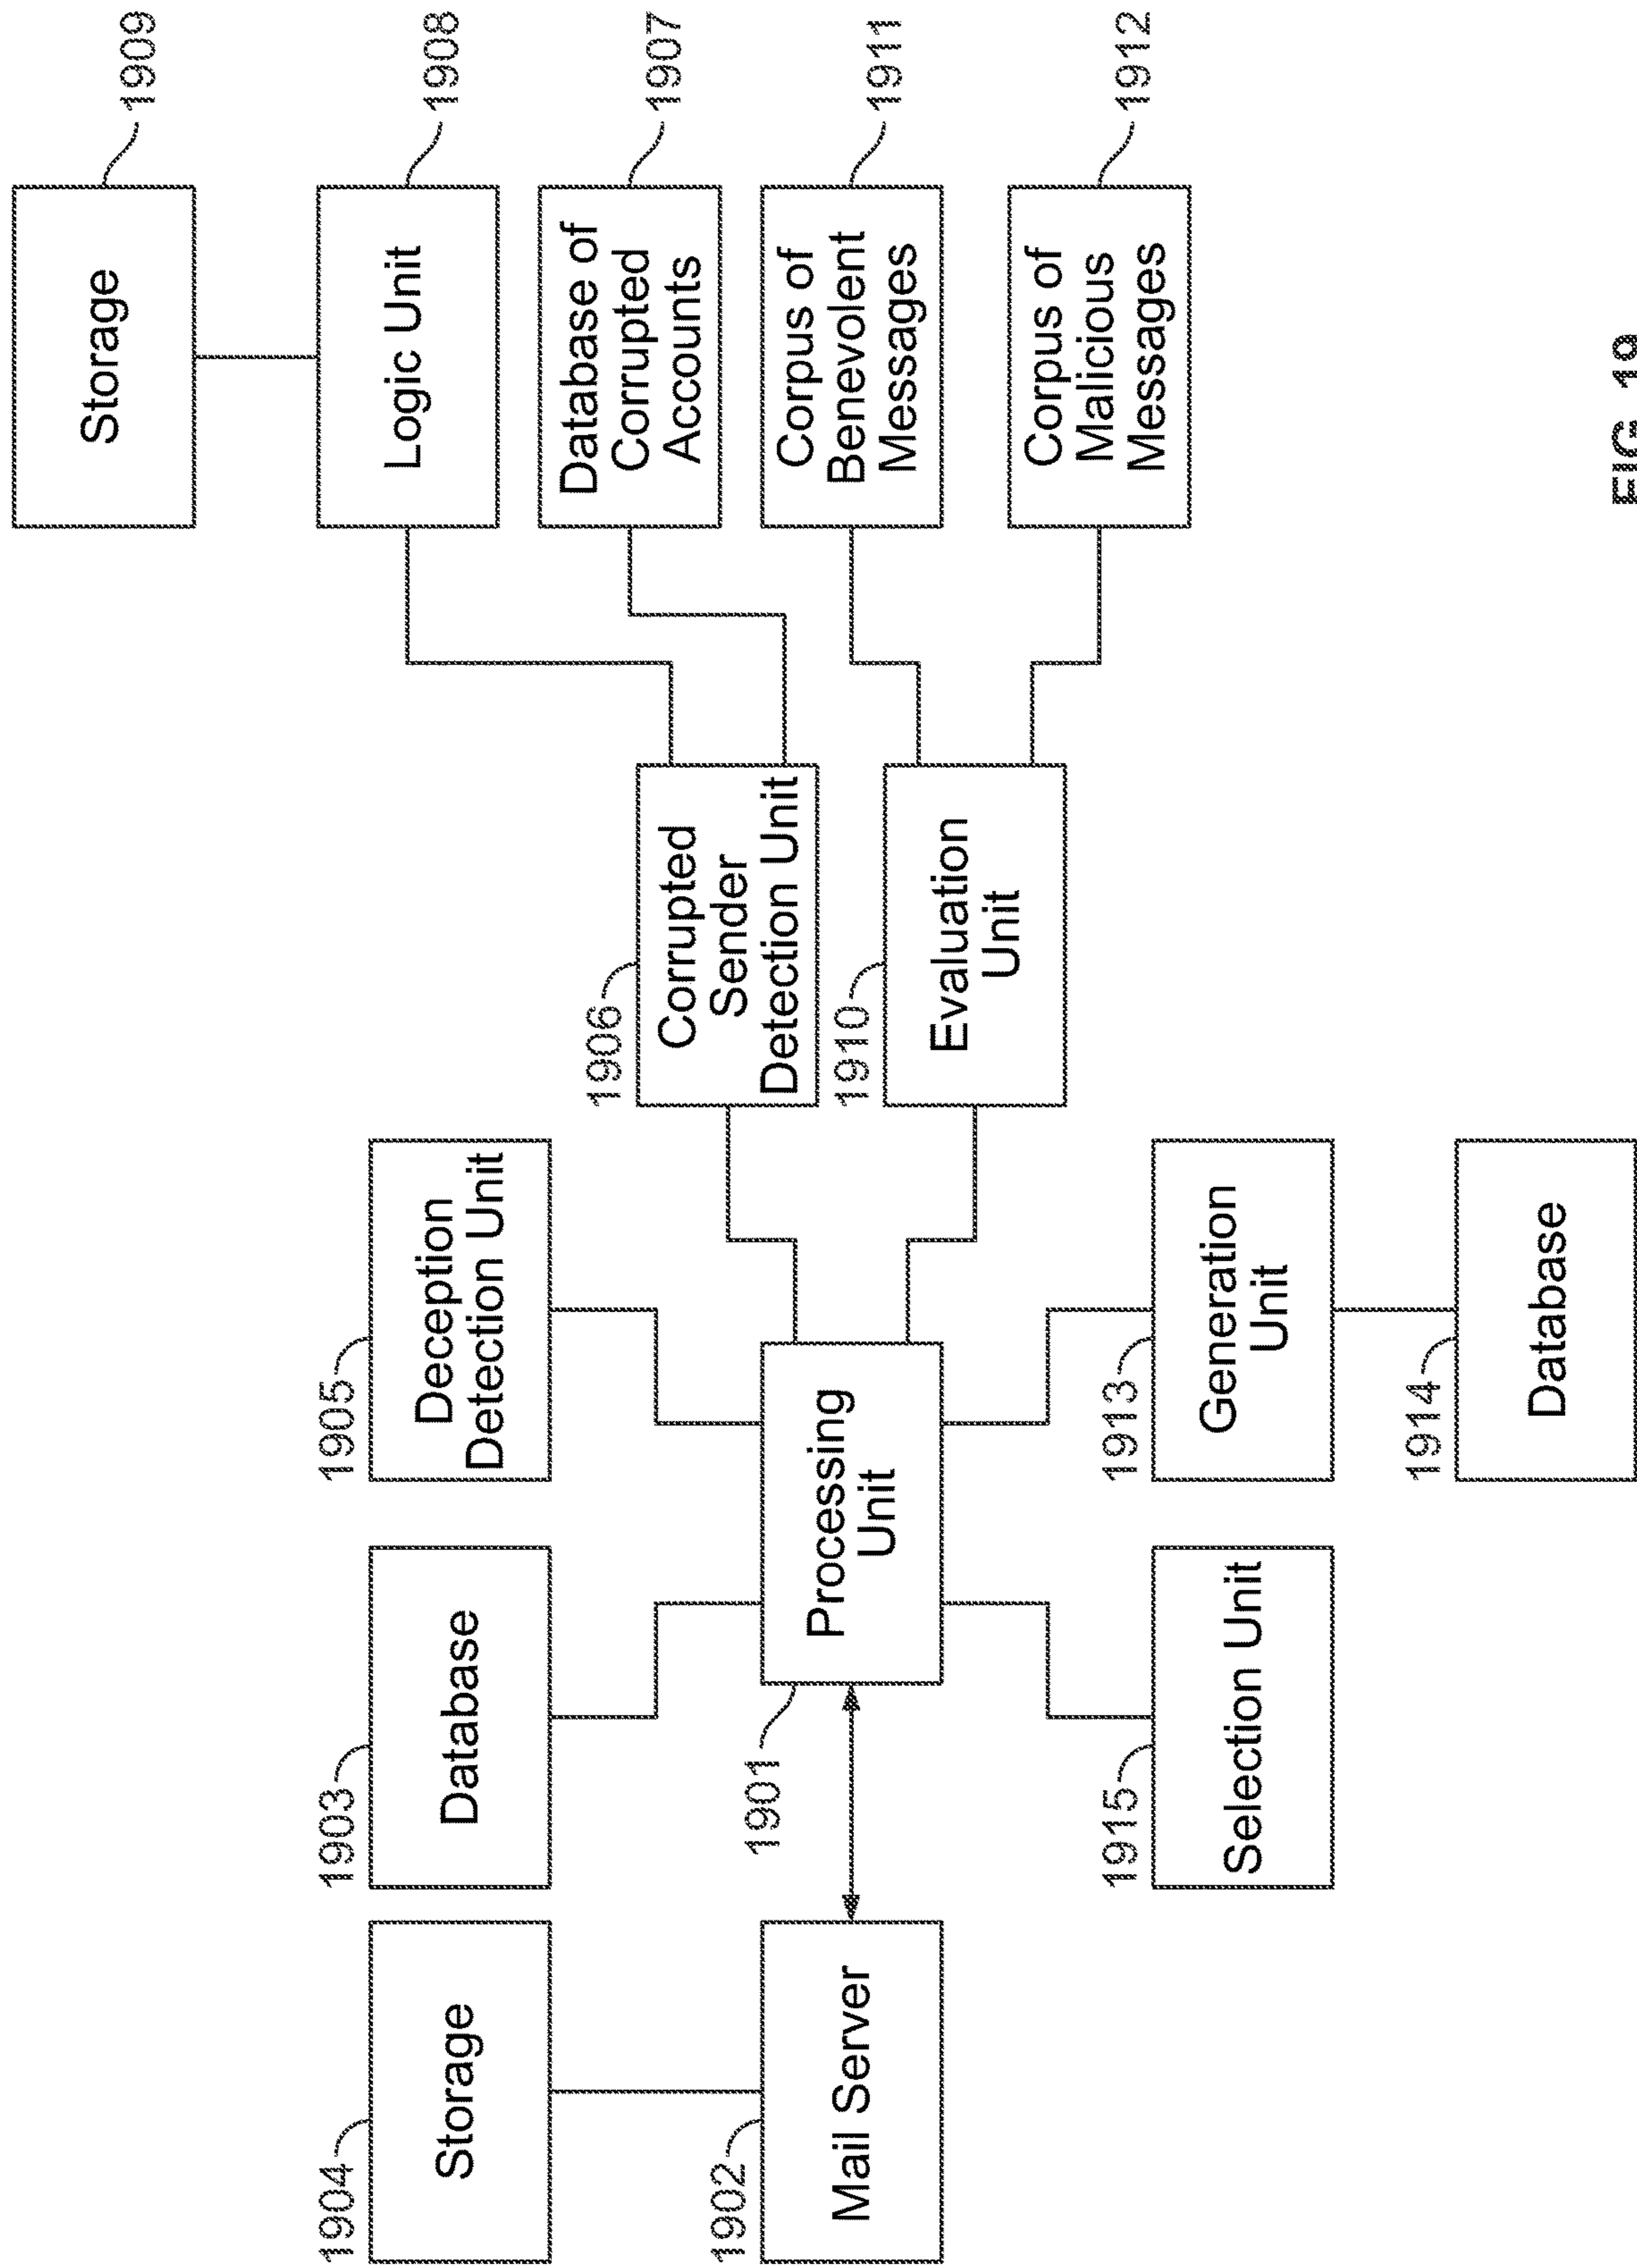 Storage
1909
1904
Storage
1903
Database
1905
Deception
Detection Unit
Logic Unit
1908
1906
Corrupted
Sender
Detection Unit
Database of
Corrupted
Accounts
1907
1902
Mail Server
1901
Processing
Unit
1910
Evaluation
Unit
Corpus of
Benevolent
Messages
1911
Corpus of
Malicious
Messages
1912
1915
Selection Unit
1913
Generation
Unit
1914
Database
FIG. 19